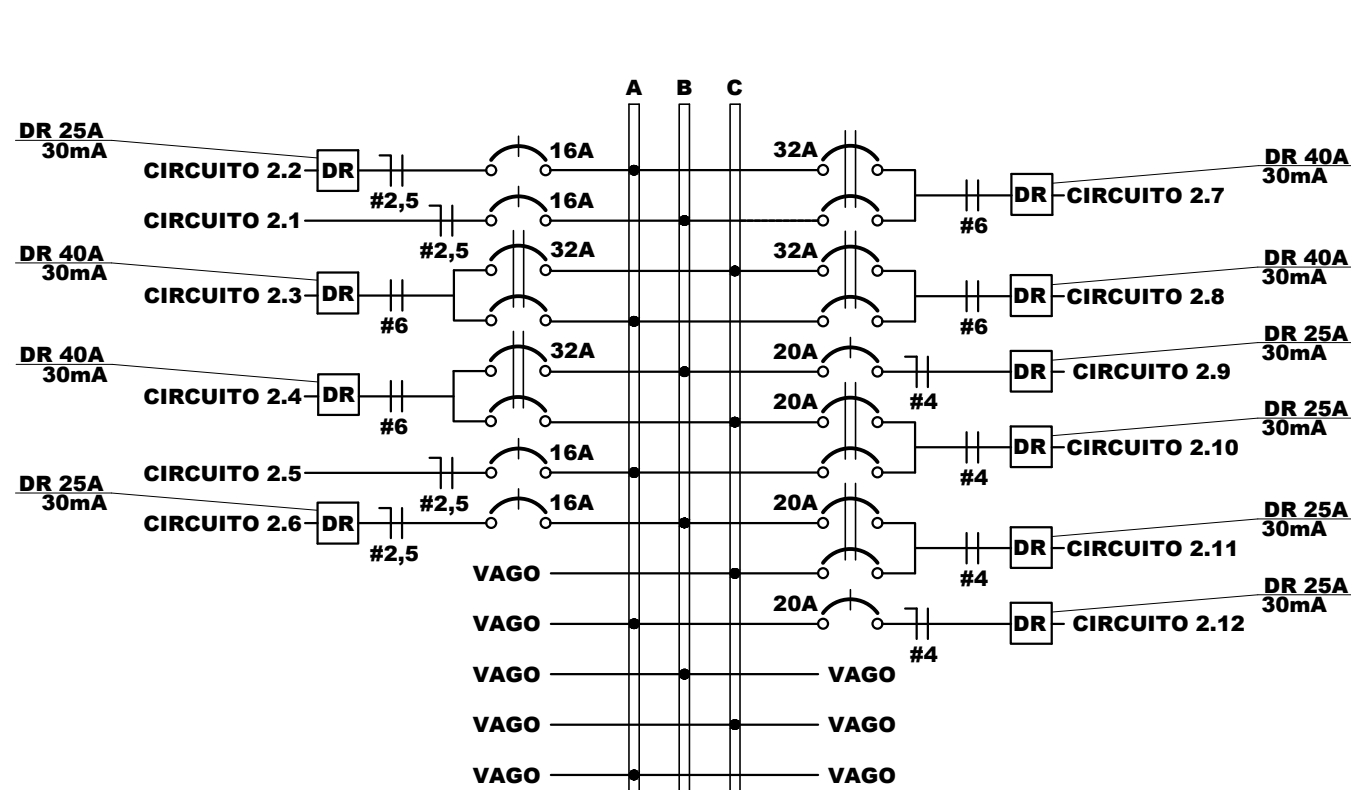 A B C
DR 25A
30mA
CIRCUITO 2.2 DR #2,5 16A
32A DR CIRCUITO 2.7 #6
DR 40A
30mA
CIRCUITO 2.1 #2,5 16A
DR 40A
30mA
CIRCUITO 2.3 DR #6 32A
32A #6 DR CIRCUITO 2.8
DR 40A
30mA
DR 40A
30mA
CIRCUITO 2.4 DR #6 32A
20A #4 DR CIRCUITO 2.9
DR 25A
30mA
20A #4 DR CIRCUITO 2.10
DR 25A
30mA
CIRCUITO 2.5 #2,5 16A
DR 25A
30mA
CIRCUITO 2.6 DR #2,5 16A
20A #4 DR CIRCUITO 2.11
DR 25A
30mA
VAGO
VAGO 20A #4 DR CIRCUITO 2.12
DR 25A
30mA
VAGO VAGO
VAGO VAGO
VAGO VAGO